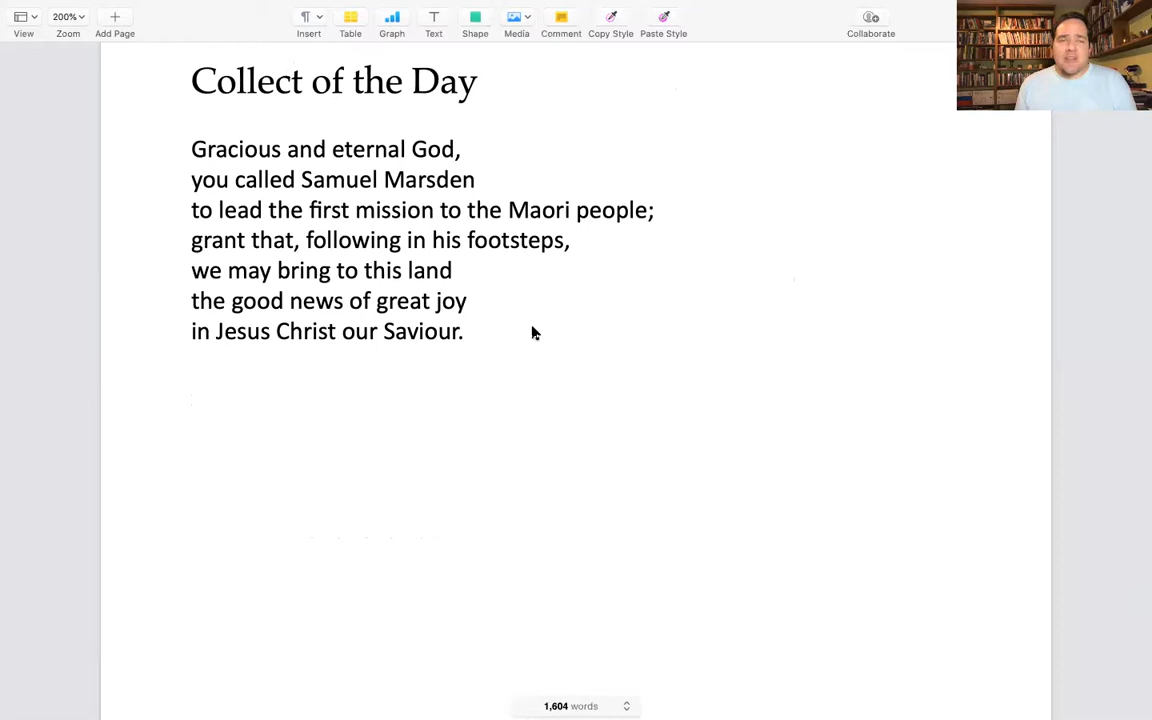 200%
View
Zoom
Add Page
Insert
Table
Graph
Text
Shape
Media
Comment
Copy Style
Paste Style
Collaborate
Collect of the Day
Gracious and eternal God,
you called Samuel Marsden
to lead the first mission to the Maori people;
grant that, following in his footsteps,
we may bring to this land
the good news of great joy
in Jesus Christ our Saviour.
1,604 words